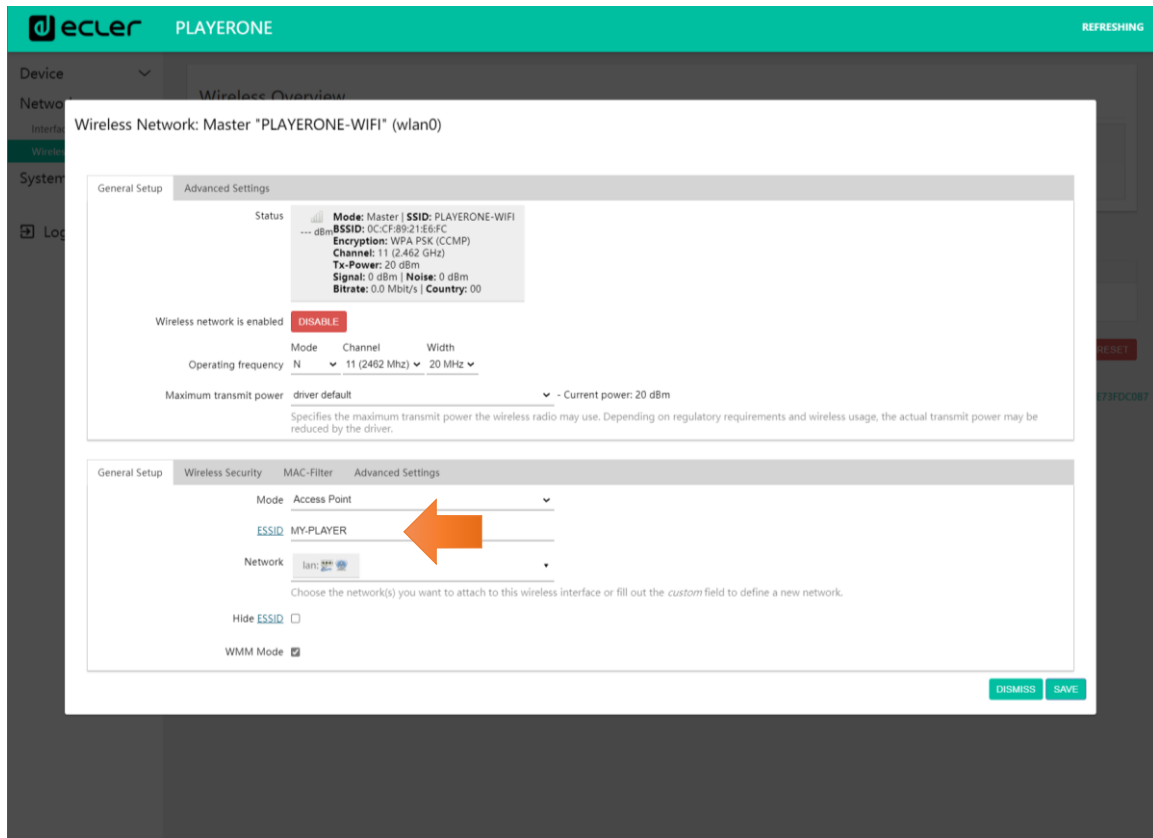 ecler PLAYERONE REFRESHING
Device
Wireless Overview
Wireless Network: Master "PLAYERONE-WIFI" (wlan0)
General Setup Advanced Settings
Status
Mode: Master | SSID: PLAYERONE-WIFI
--- dBm BSSID: 0C:CF:89:21:E6:FC
Encryption: WPA PSK (CCMP)
Channel: 11 (2.462 GHz)
Tx-Power: 20 dBm
Signal: 0 dBm | Noise: 0 dBm
Bitrate: 0.0 Mbit/s | Country: 00
Wireless network is enabled DISABLE
Mode Channel Width
Operating frequency N 11 (2462 Mhz) 20 MHz
RESET
Maximum transmit power driver default - Current power: 20 dBm
E73FDC0B7
Specifies the maximum transmit power the wireless radio may use. Depending on regulatory requirements and wireless usage, the actual transmit power may be
reduced by the driver.
General Setup Wireless Security MAC-Filter Advanced Settings
Mode Access Point
ESSID MY-PLAYER
Network lan:
Choose the network(s) you want to attach to this wireless interface or fill out the custom field to define a new network.
Hide ESSID
WMM Mode
DISMISS SAVE